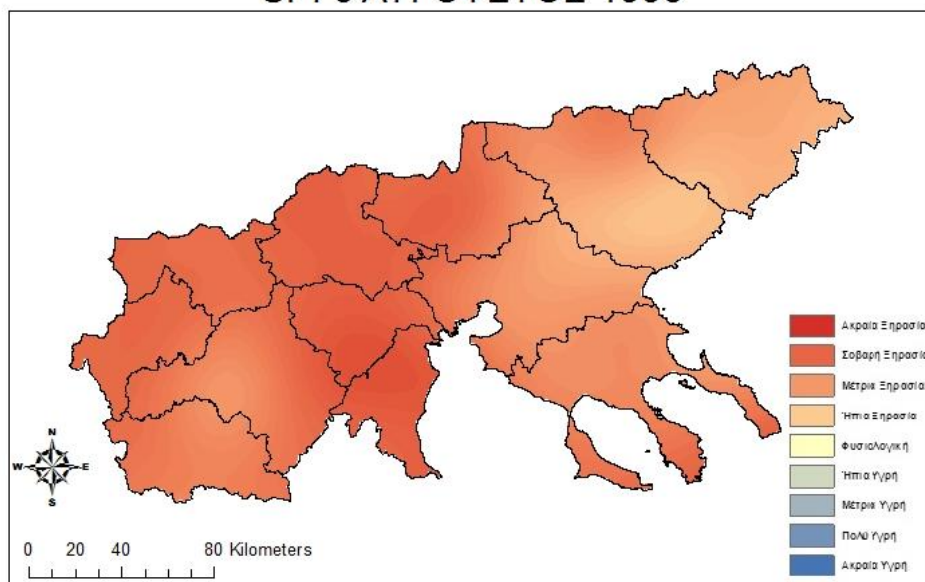 Ακραία Ξηρασία
Σοβαρή Ξηρασία
Μέτρια Ξηρασία
Ήπια Ξηρασία
Φυσιολογική
Ήπια Υγρή
Μέτρια Υγρή
Πολύ Υγρή
Ακραία Υγρή
N
W E
S
0 20 40 80 Kilometers